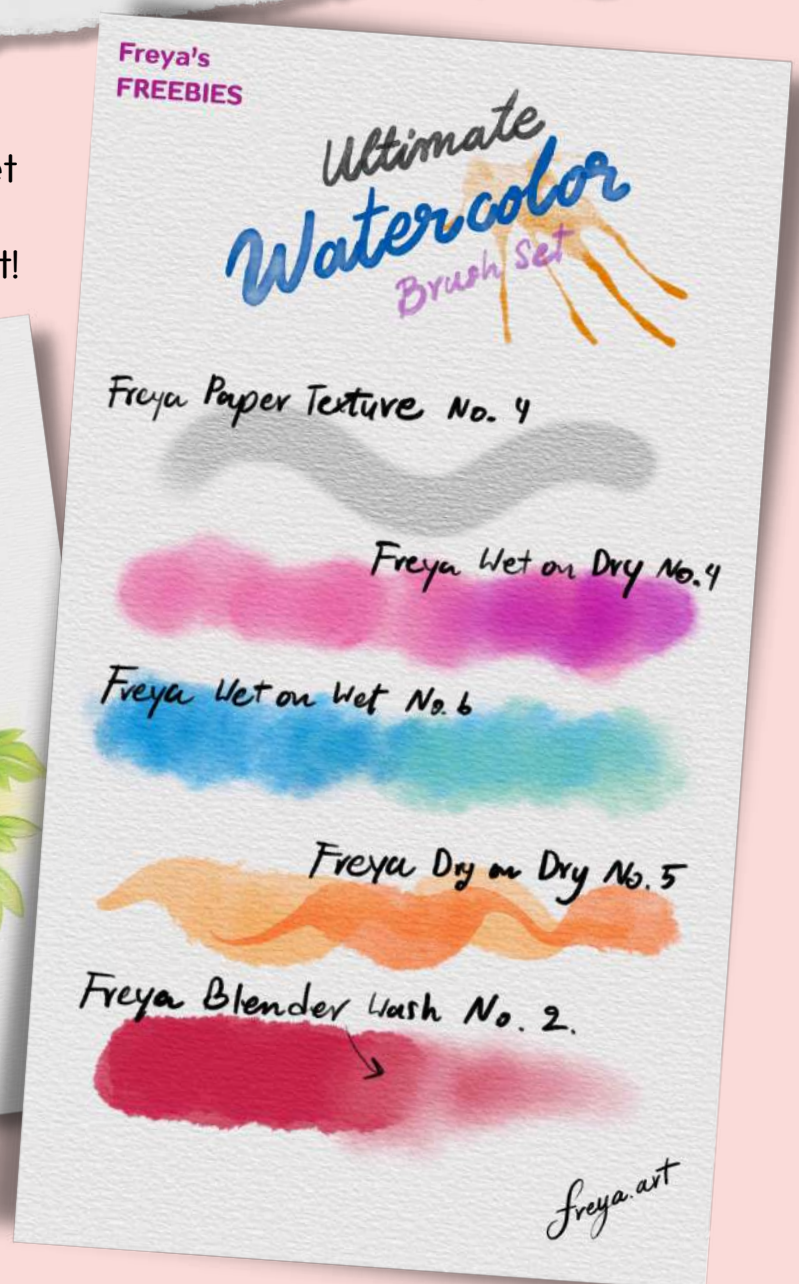 et
t!
Freya's
FREEBIES
Ultimate
Watercolor
Brush Set
Freya Paper Texture No. 4
Freya Wet on Dry No. 4
Freya Wet on Wet No. 6
Freya Dry on Dry No. 5
Freya Blender Wash No. 2.
freya.art